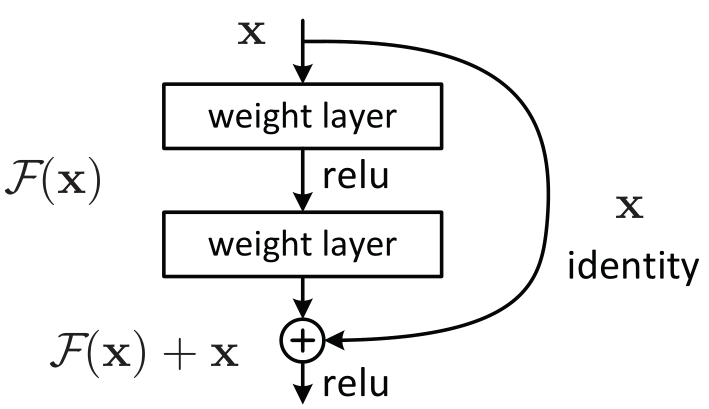 x
weight layer
relu
F(x)
x
weight layer
identity
F(x) + x
relu